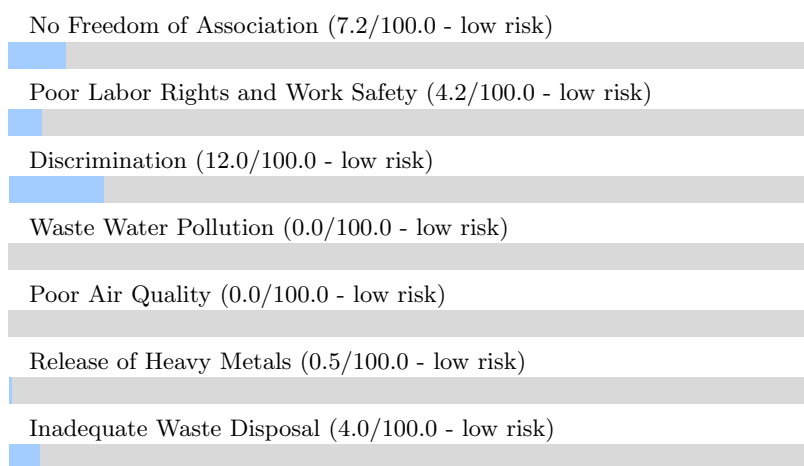 No Freedom of Association (7.2/100.0 - low risk)
Poor Labor Rights and Work Safety (4.2/100.0 - low risk)
Discrimination (12.0/100.0 - low risk)
Waste Water Pollution (0.0/100.0 - low risk)
Poor Air Quality (0.0/100.0 - low risk)
Release of Heavy Metals (0.5/100.0 - low risk)
Inadequate Waste Disposal (4.0/100.0 - low risk)